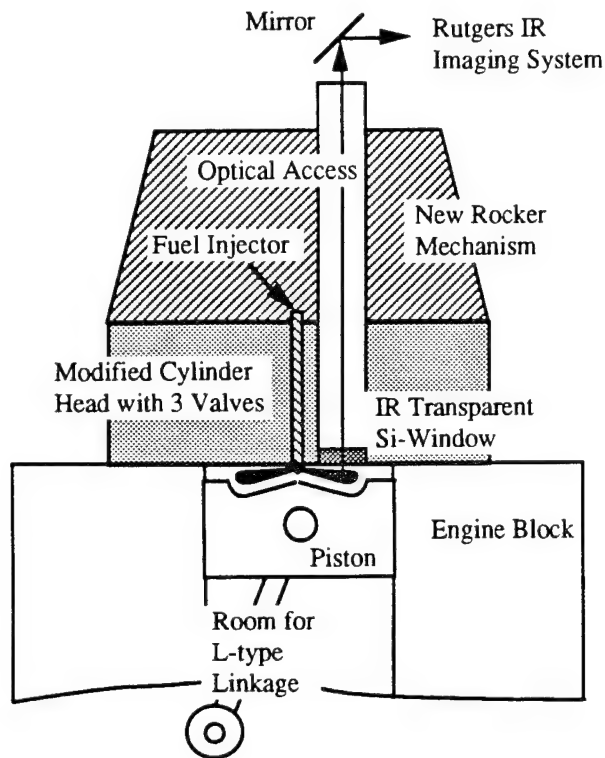 Mirror
Rutgers IR
Imaging System
Optical Access
New Rocker
Mechanism
Fuel Injector
Modified Cylinder
Head with 3 Valves
IR Transparent
Si-Window
Engine Block
Piston
Room for
L-type
Linkage